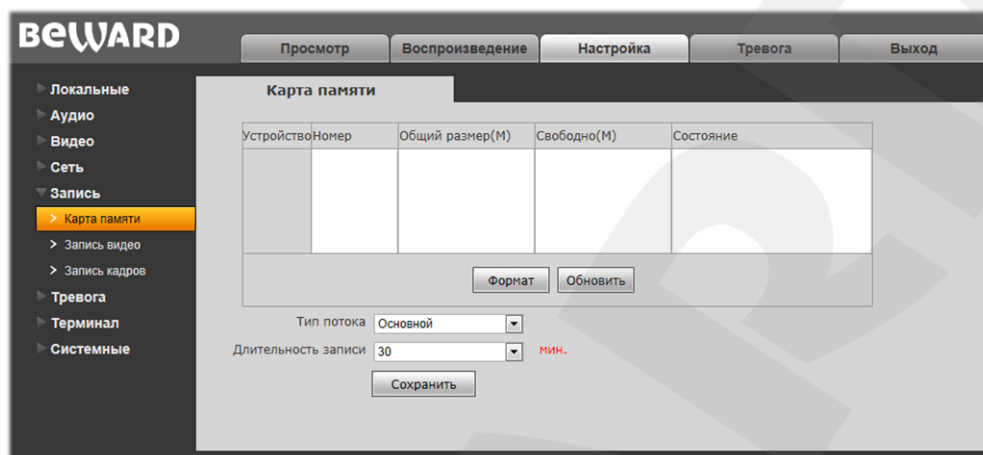 BEWARD
Просмотр Воспроизведение Настройка Тревога Выход
Локальные
Аудио
Видео
Сеть
Запись
Карта памяти
Запись видео
Запись кадров
Тревога
Терминал
Системные
Карта памяти
Устройство Номер Общий размер(М) Свободно(М) Состояние
Формат Обновить
Тип потока Основной
Длительность записи 30 мин.
Сохранить